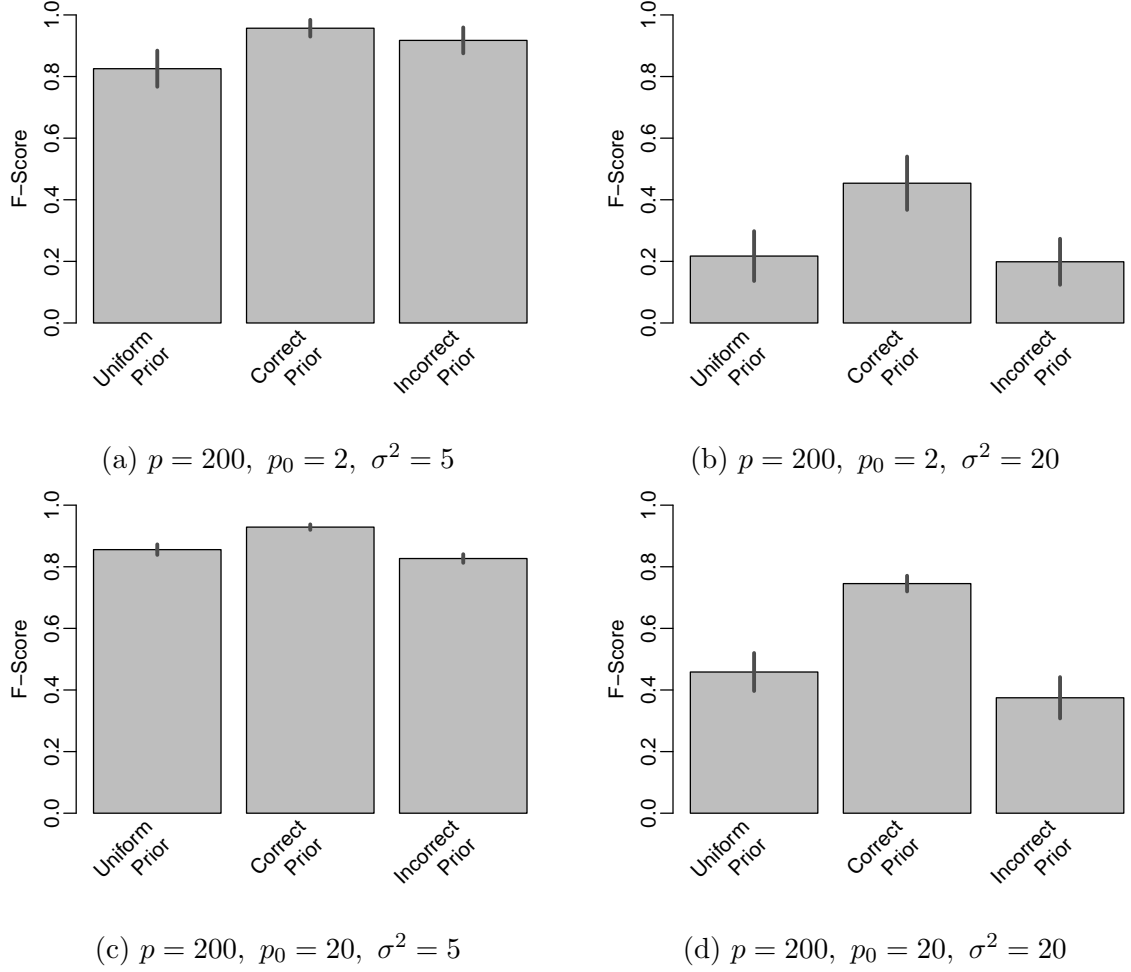 F−Score
0.0 0.2 0.4 0.6 0.8 1.0
Uniform
Prior
Correct
Prior
Incorrect
Prior
(a) p = 200, p₀ = 2, σ² = 5
F−Score
0.0 0.2 0.4 0.6 0.8 1.0
Uniform
Prior
Correct
Prior
Incorrect
Prior
(b) p = 200, p₀ = 2, σ² = 20
F−Score
0.0 0.2 0.4 0.6 0.8 1.0
Uniform
Prior
Correct
Prior
Incorrect
Prior
(c) p = 200, p₀ = 20, σ² = 5
F−Score
0.0 0.2 0.4 0.6 0.8 1.0
Uniform
Prior
Correct
Prior
Incorrect
Prior
(d) p = 200, p₀ = 20, σ² = 20